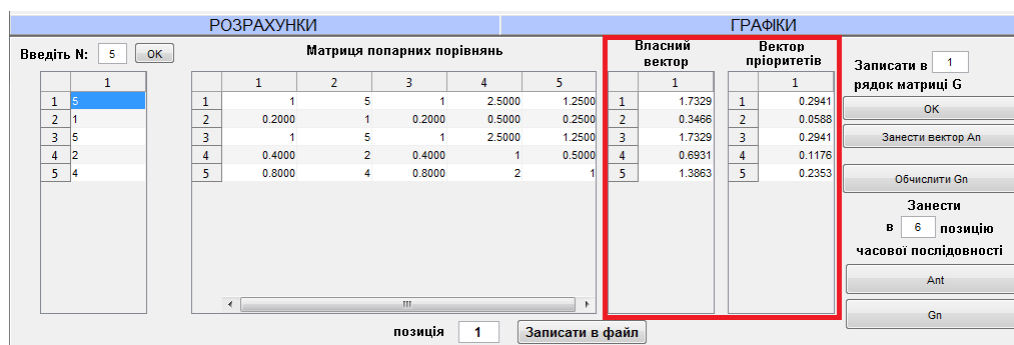 РОЗРАХУНКИ ГРАФІКИ
Введіть N: 5 OK
Матриця попарних порівнянь
Власний вектор
Вектор пріоритетів
Записати в 1
рядок матриці G
1 1 2 3 4 5 1 1
1 5 1 1 5 1 2.5000 1.2500 1 1.7329 1 0.2941
2 1 2 0.2000 1 0.2000 0.5000 0.2500 2 0.3466 2 0.0588
3 5 3 1 5 1 2.5000 1.2500 3 1.7329 3 0.2941
4 2 4 0.4000 2 0.4000 1 0.5000 4 0.6931 4 0.1176
5 4 5 0.8000 4 0.8000 2 1 5 1.3863 5 0.2353
OK
Занести вектор An
Обчислити Gn
Занести
в 6 позицію
часової послідовності
Ant
Gn
позиція 1 Записати в файл